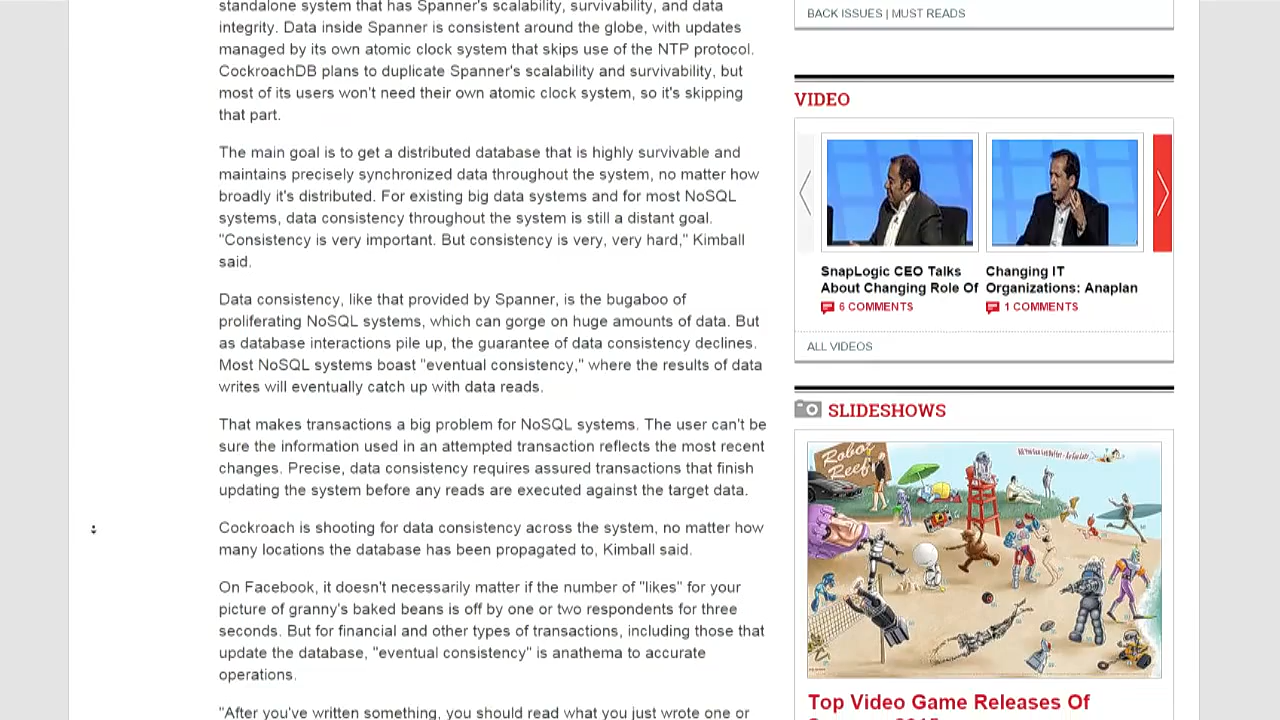 standalone system that has Spanner's scalability, survivability, and data
integrity. Data inside Spanner is consistent around the globe, with updates
managed by its own atomic clock system that skips use of the NTP protocol.
CockroachDB plans to duplicate Spanner's scalability and survivability, but
most of its users won't need their own atomic clock system, so it's skipping
that part.
The main goal is to get a distributed database that is highly survivable and
maintains precisely synchronized data throughout the system, no matter how
broadly it's distributed. For existing big data systems and for most NoSQL
systems, data consistency throughout the system is still a distant goal.
"Consistency is very important. But consistency is very, very hard," Kimball
said.
Data consistency, like that provided by Spanner, is the bugaboo of
proliferating NoSQL systems, which can gorge on huge amounts of data. But
as database interactions pile up, the guarantee of data consistency declines.
Most NoSQL systems boast "eventual consistency," where the results of data
writes will eventually catch up with data reads.
That makes transactions a big problem for NoSQL systems. The user can't be
sure the information used in an attempted transaction reflects the most recent
changes. Precise, data consistency requires assured transactions that finish
updating the system before any reads are executed against the target data.
Cockroach is shooting for data consistency across the system, no matter how
many locations the database has been propagated to, Kimball said.
On Facebook, it doesn't necessarily matter if the number of "likes" for your
picture of granny's baked beans is off by one or two respondents for three
seconds. But for financial and other types of transactions, including those that
update the database, "eventual consistency" is anathema to accurate
operations.
"After you've written something, you should read what you just wrote one or
BACK ISSUES | MUST READS
VIDEO
SnapLogic CEO Talks
About Changing Role Of
6 COMMENTS
Changing IT
Organizations: Anaplan
1 COMMENTS
ALL VIDEOS
SLIDESHOWS
Robot
Reef
Top Video Game Releases Of